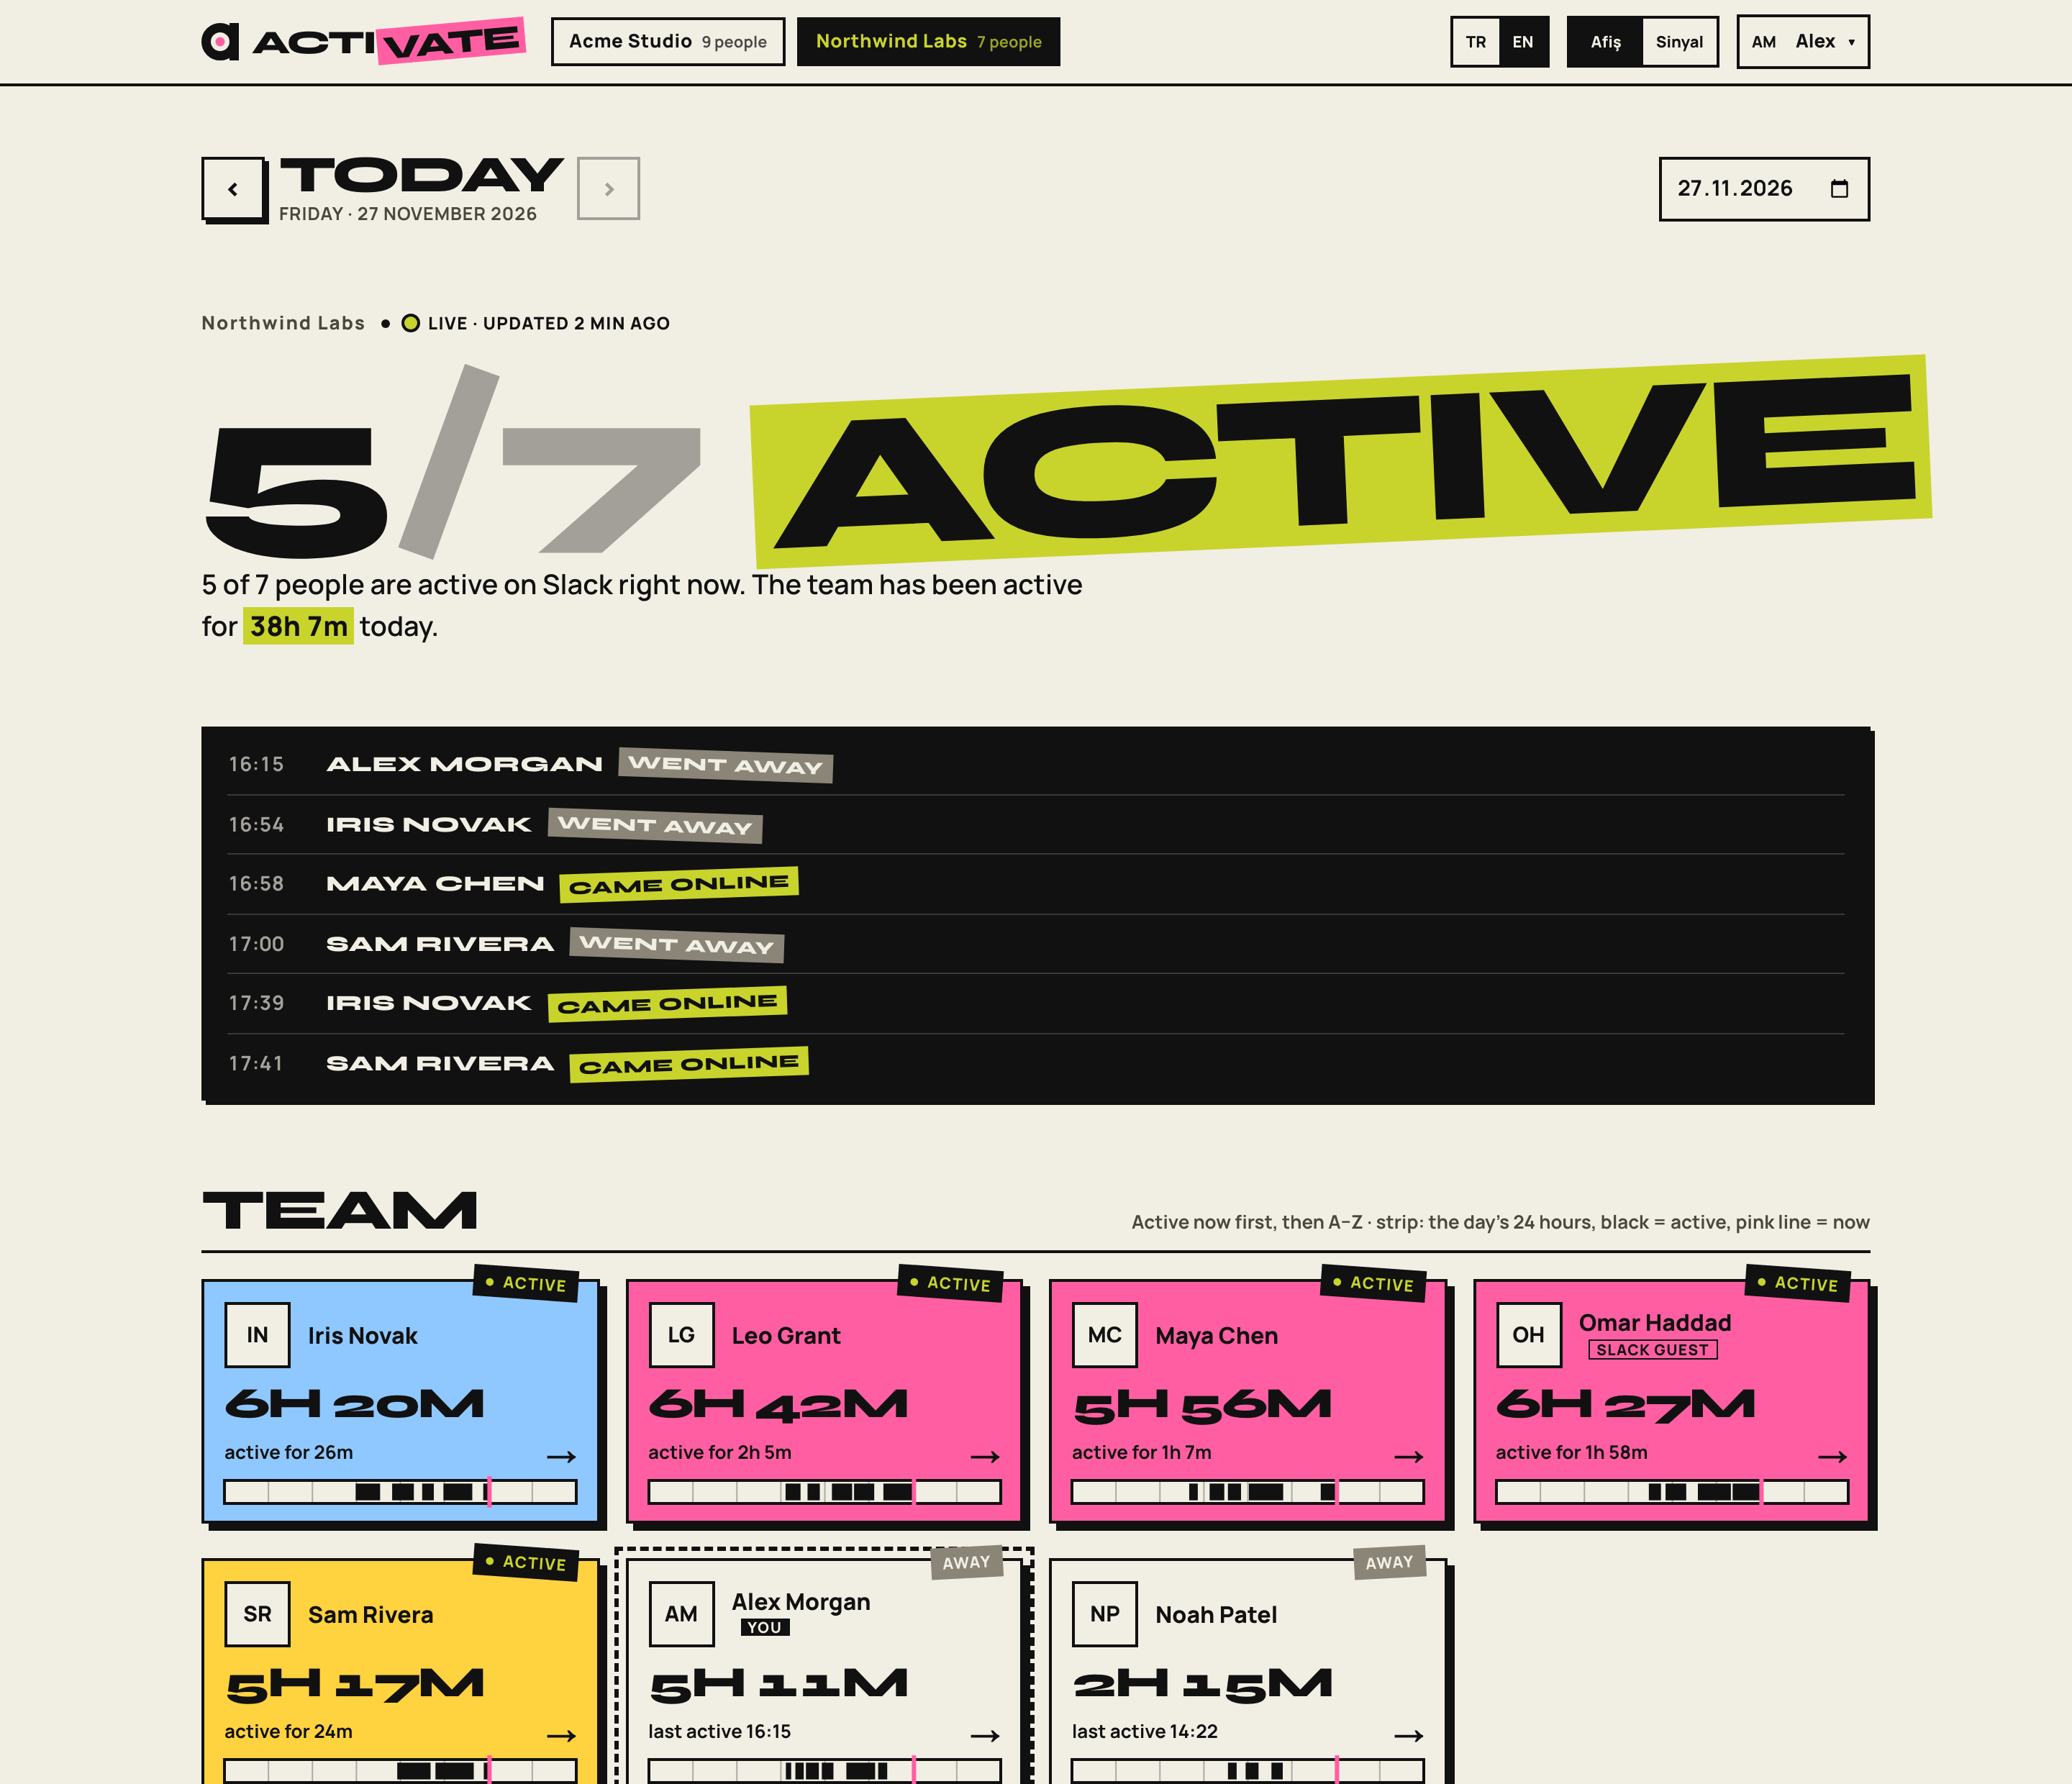 a ACTIVATE
Acme Studio 9 people
Northwind Labs 7 people
TR EN
Afiş Sinyal
AM Alex ▾
‹ TODAY ›
FRIDAY · 27 NOVEMBER 2026
27.11.2026
Northwind Labs • LIVE · UPDATED 2 MIN AGO
5/7 ACTIVE
5 of 7 people are active on Slack right now. The team has been active
for 38h 7m today.
16:15 ALEX MORGAN WENT AWAY
16:54 IRIS NOVAK WENT AWAY
16:58 MAYA CHEN CAME ONLINE
17:00 SAM RIVERA WENT AWAY
17:39 IRIS NOVAK CAME ONLINE
17:41 SAM RIVERA CAME ONLINE
TEAM
Active now first, then A–Z · strip: the day's 24 hours, black = active, pink line = now
• ACTIVE
IN Iris Novak
6H 20M
active for 26m →
• ACTIVE
LG Leo Grant
6H 42M
active for 2h 5m →
• ACTIVE
MC Maya Chen
5H 56M
active for 1h 7m →
• ACTIVE
OH Omar Haddad
SLACK GUEST
6H 27M
active for 1h 58m →
• ACTIVE
SR Sam Rivera
5H 17M
active for 24m →
AWAY
AM Alex Morgan
YOU
5H 11M
last active 16:15 →
AWAY
NP Noah Patel
2H 15M
last active 14:22 →